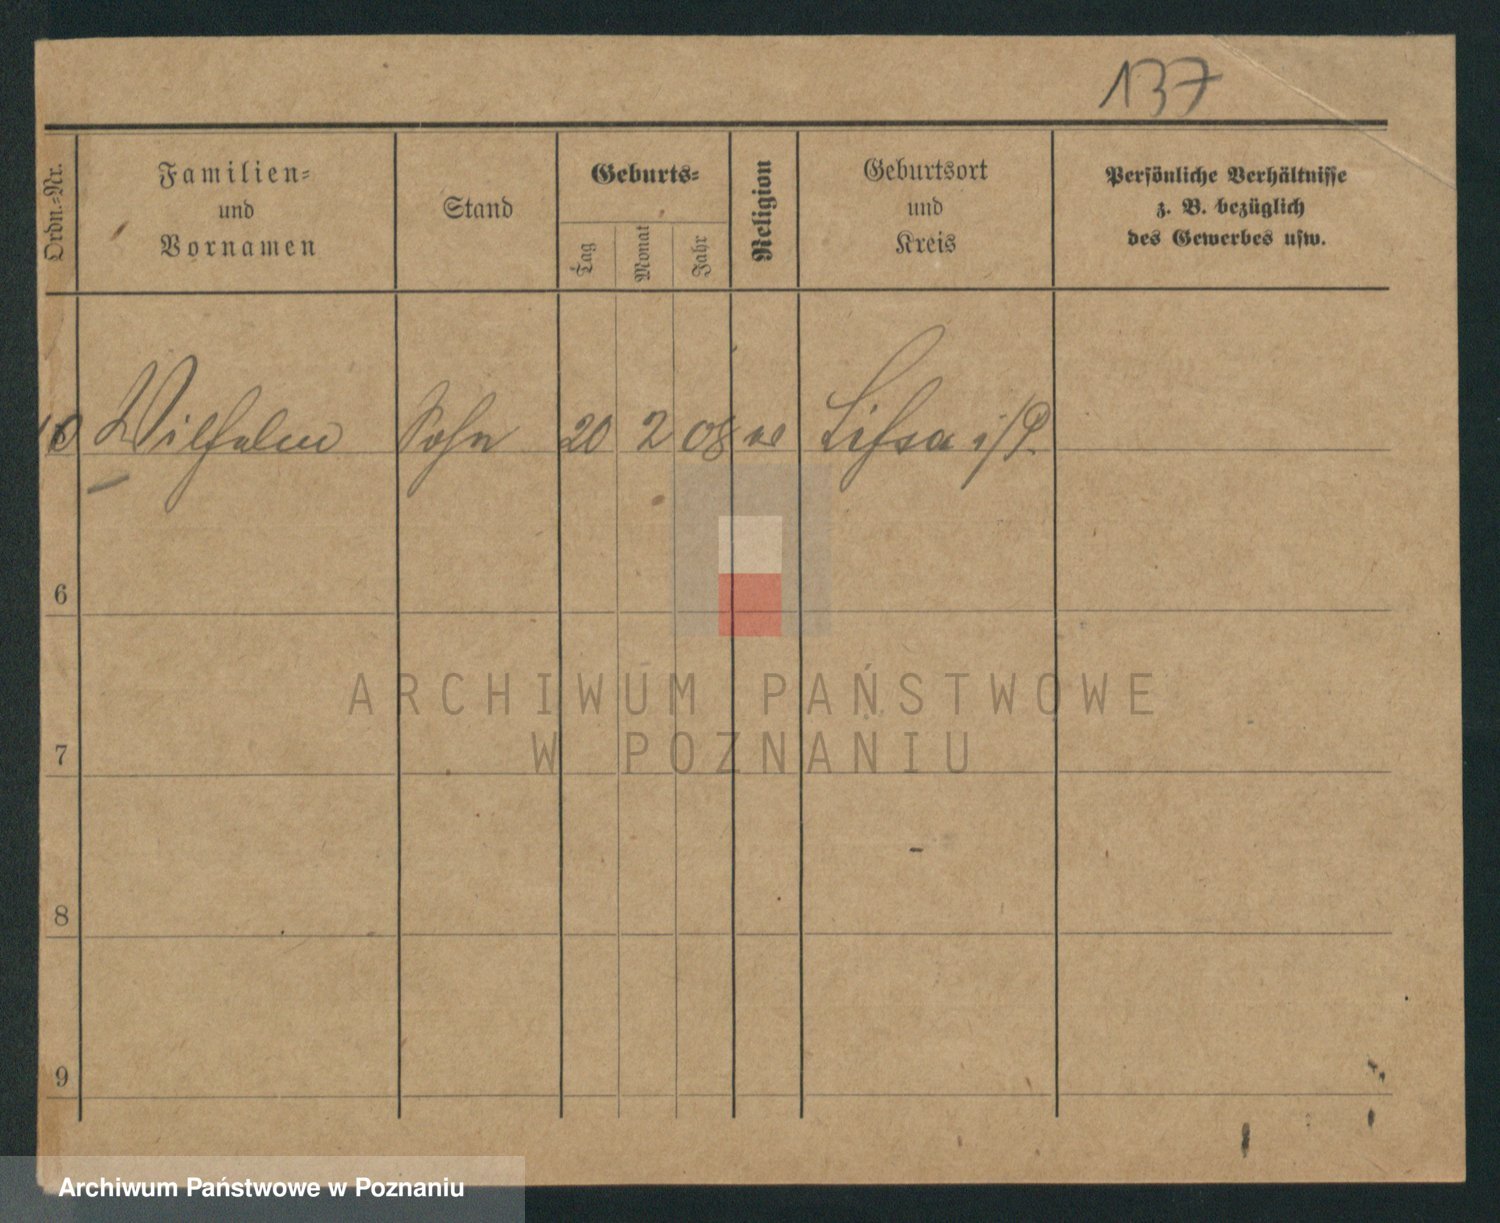 137
Ordn.=Nr.
Familien=
und
Vornamen
Stand
Geburts=
Tag
Monat
Jahr
Religion
Geburtsort
und
Kreis
Persönliche Verhältnisse
z. B. bezüglich
des Gewerbes usw.
10 Wilhelm Sohn 20 2 08 Lissa i/P.
6
ARCHIWUM PAŃSTWOWE
W POZNANIU
7
8
9
Archiwum Państwowe w Poznaniu